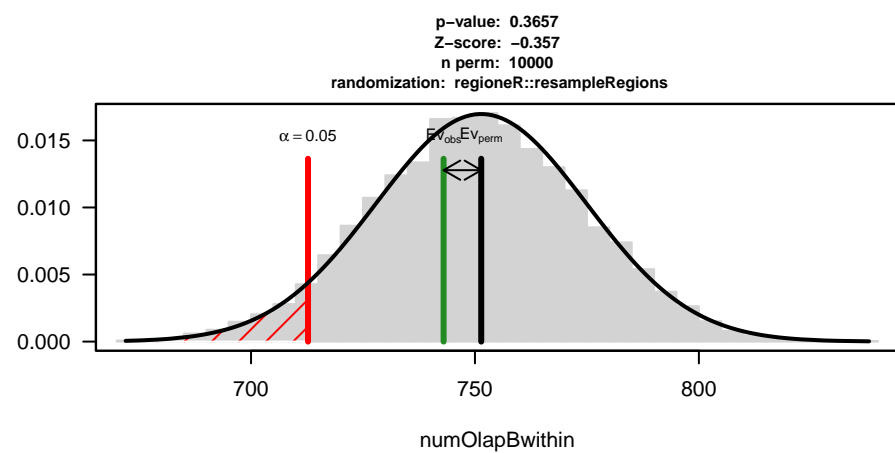 p−value: 0.3657
Z−score: −0.357
n perm: 10000
randomization: regioneR::resampleRegions
α = 0.05
Evobs Evperm
0.015
0.010
0.005
0.000
700 750 800
numOlapBwithin